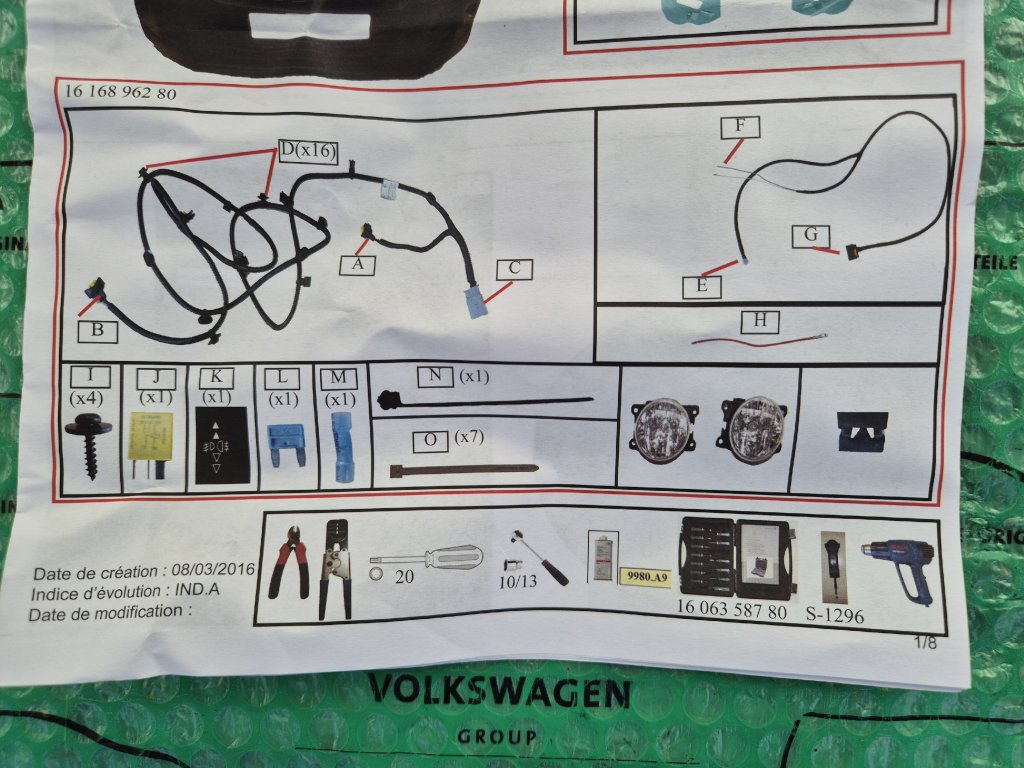 16 168 962 80
D(x16)
F
A
C
G
E
B
H
I
(x4)
J
(x1)
K
(x1)
L
(x1)
M
(x1)
N (x1)
O (x7)
20
10/13
9980.A9
16 063 587 80
S-1296
Date de création : 08/03/2016
Indice d'évolution : IND.A
Date de modification :
1/8
VOLKSWAGEN
GROUP